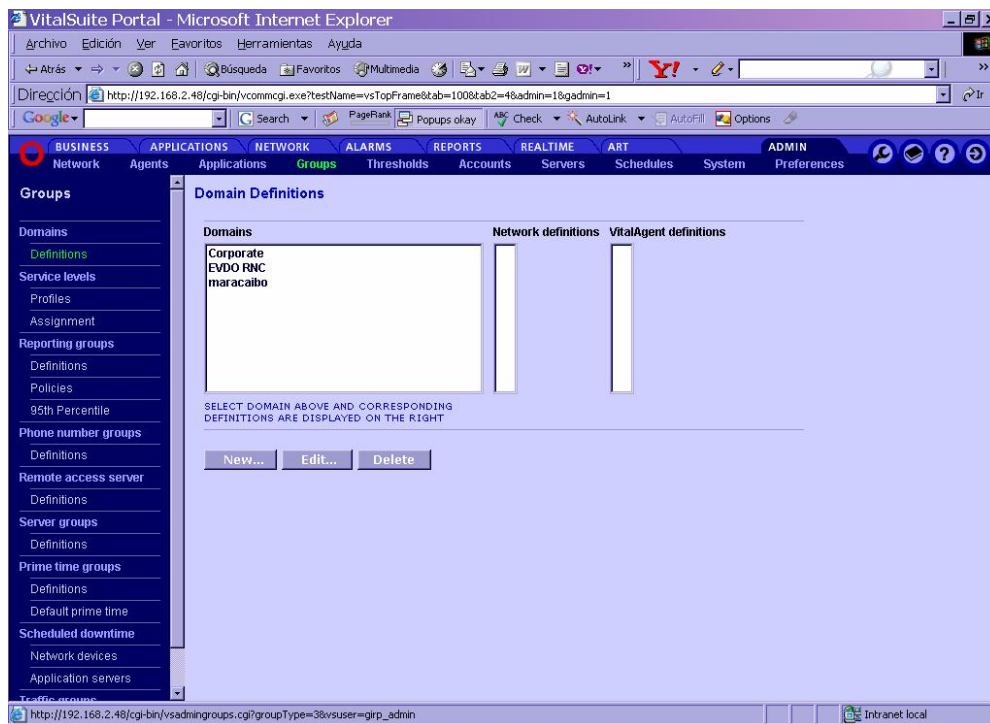 VitalSuite Portal - Microsoft Internet Explorer
Archivo Edición Ver Favoritos Herramientas Ayuda
Atrás Búsqueda Favoritos Multimedia » Y! »
Dirección http://192.168.2.48/cgi-bin/vcommcgi.exe?testName=vsTopFrame&tab=100&tab2=4&admin=1&gadmin=1 Ir
Google Search PageRank Popups okay ABC Check AutoLink AutoFill Options
BUSINESS APPLICATIONS NETWORK ALARMS REPORTS REALTIME ART ADMIN
Network Agents Applications Groups Thresholds Accounts Servers Schedules System Preferences
Groups
Domains
Definitions
Service levels
Profiles
Assignment
Reporting groups
Definitions
Policies
95th Percentile
Phone number groups
Definitions
Remote access server
Definitions
Server groups
Definitions
Prime time groups
Definitions
Default prime time
Scheduled downtime
Network devices
Application servers
Traffic groups
Domain Definitions
Domains Network definitions VitalAgent definitions
Corporate
EVDO RNC
maracaibo
SELECT DOMAIN ABOVE AND CORRESPONDING
DEFINITIONS ARE DISPLAYED ON THE RIGHT
New... Edit... Delete
http://192.168.2.48/cgi-bin/vsadmingroups.cgi?groupType=3&vsuser=girp_admin Intranet local